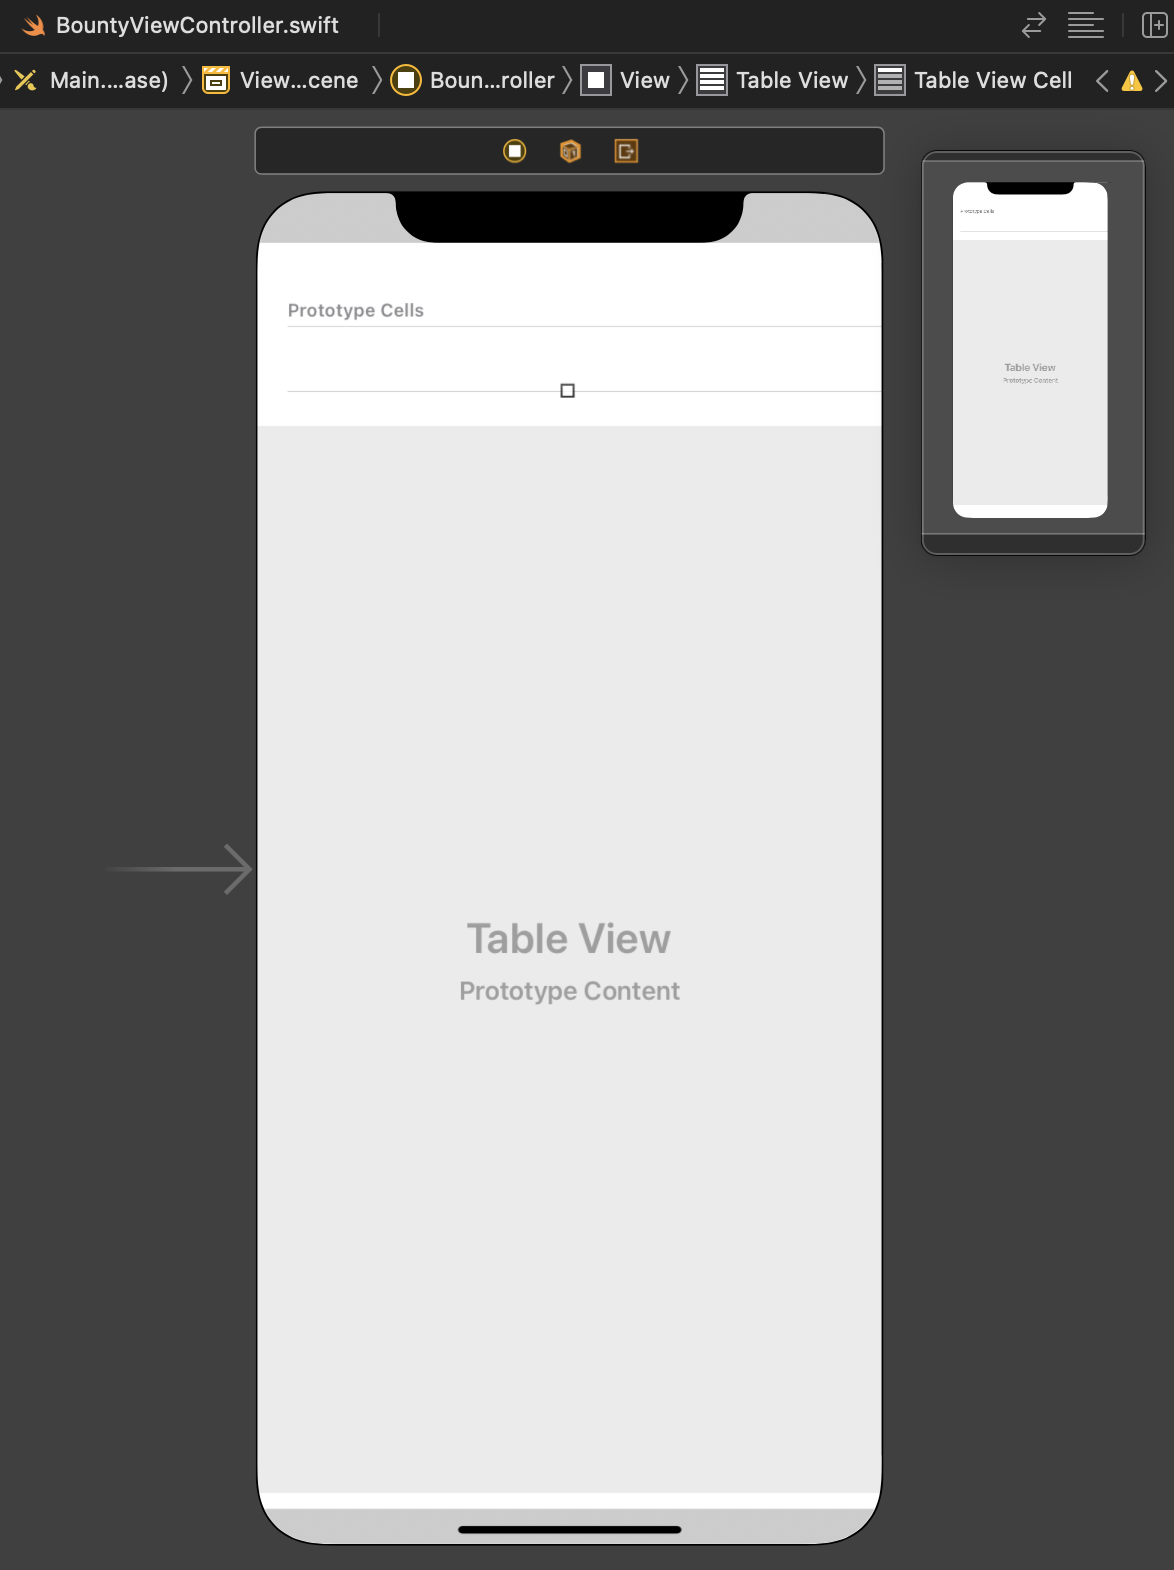 BountyViewController.swift
Main....ase) View...cene Boun...roller View Table View Table View Cell
Prototype Cells
Table View
Prototype Content
Prototype Cells
Table View
Prototype Content